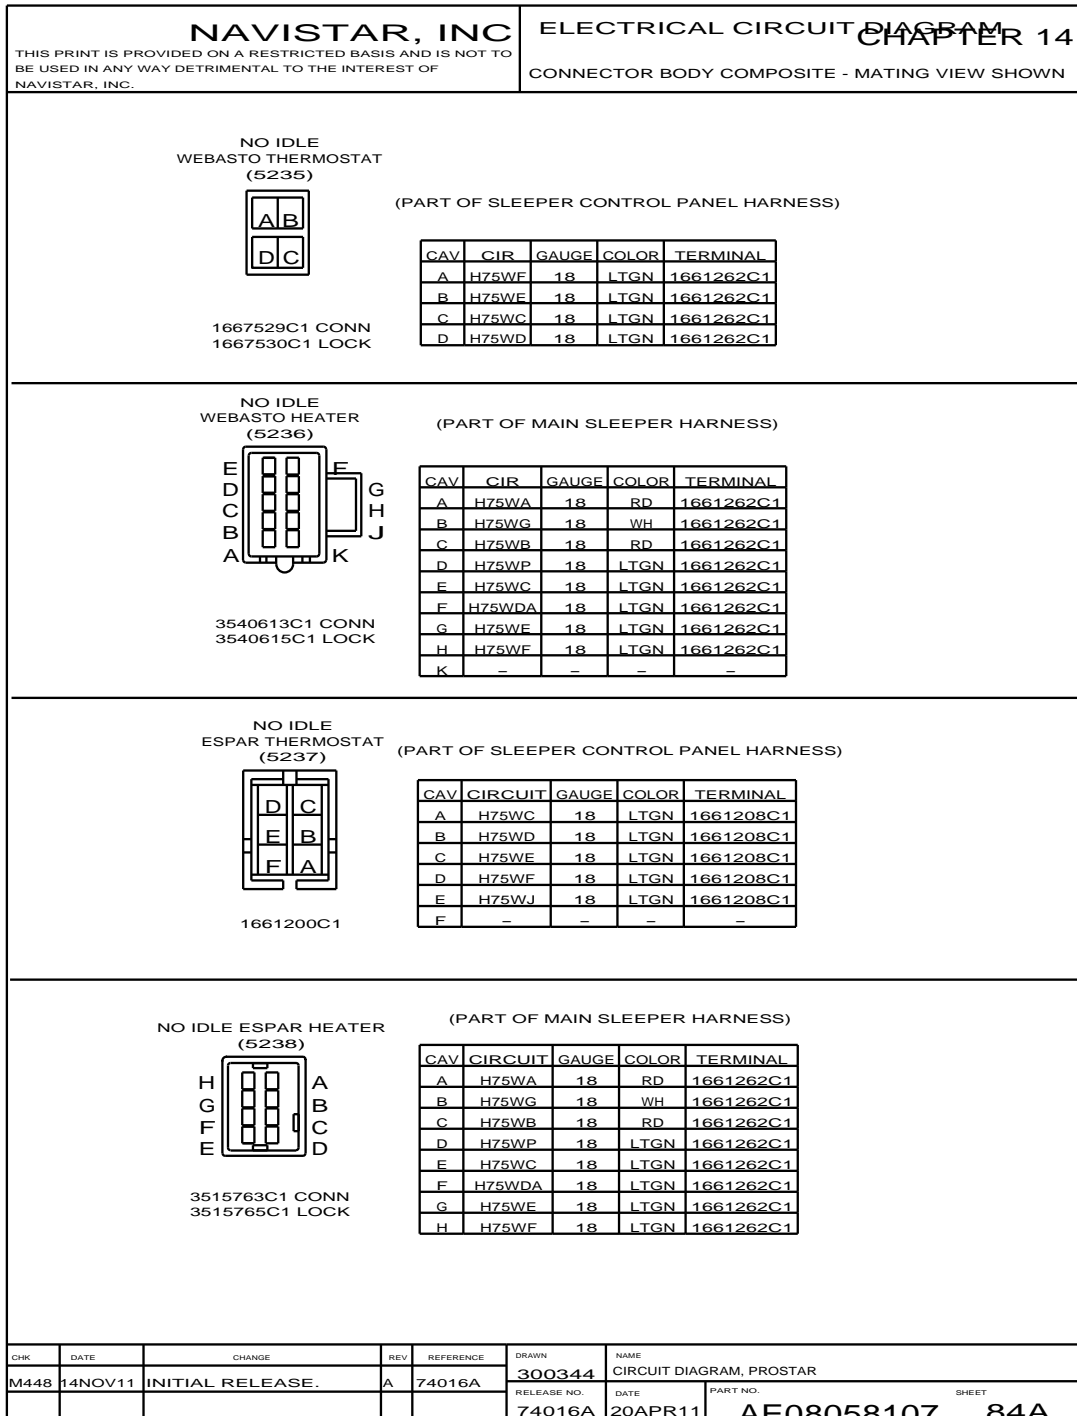 NAVISTAR, INC
THIS PRINT IS PROVIDED ON A RESTRICTED BASIS AND IS NOT TO
BE USED IN ANY WAY DETRIMENTAL TO THE INTEREST OF
NAVISTAR, INC.
ELECTRICAL CIRCUIT DIAGRAM
CHAPTER 14
CONNECTOR BODY COMPOSITE - MATING VIEW SHOWN
NO IDLE
WEBASTO THERMOSTAT
(5235)
A B
D C
1667529C1 CONN
1667530C1 LOCK
(PART OF SLEEPER CONTROL PANEL HARNESS)
CAV CIR GAUGE COLOR TERMINAL
A H75WF 18 LTGN 1661262C1
B H75WE 18 LTGN 1661262C1
C H75WC 18 LTGN 1661262C1
D H75WD 18 LTGN 1661262C1
NO IDLE
WEBASTO HEATER
(5236)
E F
D G
C H
B J
A K
3540613C1 CONN
3540615C1 LOCK
(PART OF MAIN SLEEPER HARNESS)
CAV CIR GAUGE COLOR TERMINAL
A H75WA 18 RD 1661262C1
B H75WG 18 WH 1661262C1
C H75WB 18 RD 1661262C1
D H75WP 18 LTGN 1661262C1
E H75WC 18 LTGN 1661262C1
F H75WDA 18 LTGN 1661262C1
G H75WE 18 LTGN 1661262C1
H H75WF 18 LTGN 1661262C1
K – – – –
NO IDLE
ESPAR THERMOSTAT
(5237)
D C
E B
F A
1661200C1
(PART OF SLEEPER CONTROL PANEL HARNESS)
CAV CIRCUIT GAUGE COLOR TERMINAL
A H75WC 18 LTGN 1661208C1
B H75WD 18 LTGN 1661208C1
C H75WE 18 LTGN 1661208C1
D H75WF 18 LTGN 1661208C1
E H75WJ 18 LTGN 1661208C1
F – – – –
NO IDLE ESPAR HEATER
(5238)
H A
G B
F C
E D
3515763C1 CONN
3515765C1 LOCK
(PART OF MAIN SLEEPER HARNESS)
CAV CIRCUIT GAUGE COLOR TERMINAL
A H75WA 18 RD 1661262C1
B H75WG 18 WH 1661262C1
C H75WB 18 RD 1661262C1
D H75WP 18 LTGN 1661262C1
E H75WC 18 LTGN 1661262C1
F H75WDA 18 LTGN 1661262C1
G H75WE 18 LTGN 1661262C1
H H75WF 18 LTGN 1661262C1
CHK DATE CHANGE REV REFERENCE
M448 14NOV11 INITIAL RELEASE. A 74016A
DRAWN
300344
NAME
CIRCUIT DIAGRAM, PROSTAR
RELEASE NO.
74016A
DATE
20APR11
PART NO.
AE08058107
SHEET
84A